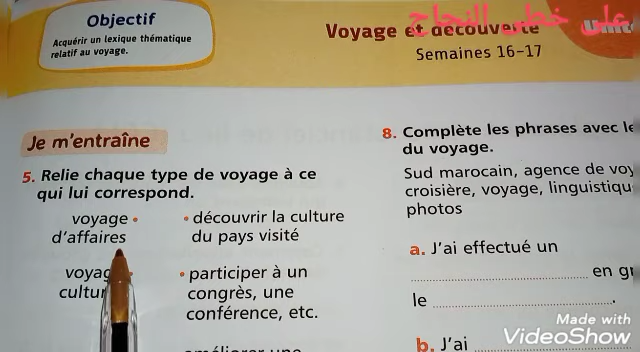 Objectif
Acquérir un lexique thématique
relatif au voyage.
Voyage et découverte
على خطى النجاح
Semaines 16-17
Je m'entraîne
5. Relie chaque type de voyage à ce
qui lui correspond.
voyage •
d'affaires
• découvrir la culture
du pays visité
• participer à un
congrès, une
conférence, etc.
8. Complète les phrases avec le
du voyage.
Sud marocain, agence de voy
croisière, voyage, linguistiqu
photos
a. J'ai effectué un
en gr
le .
b. J'ai
Made with
VideoShow